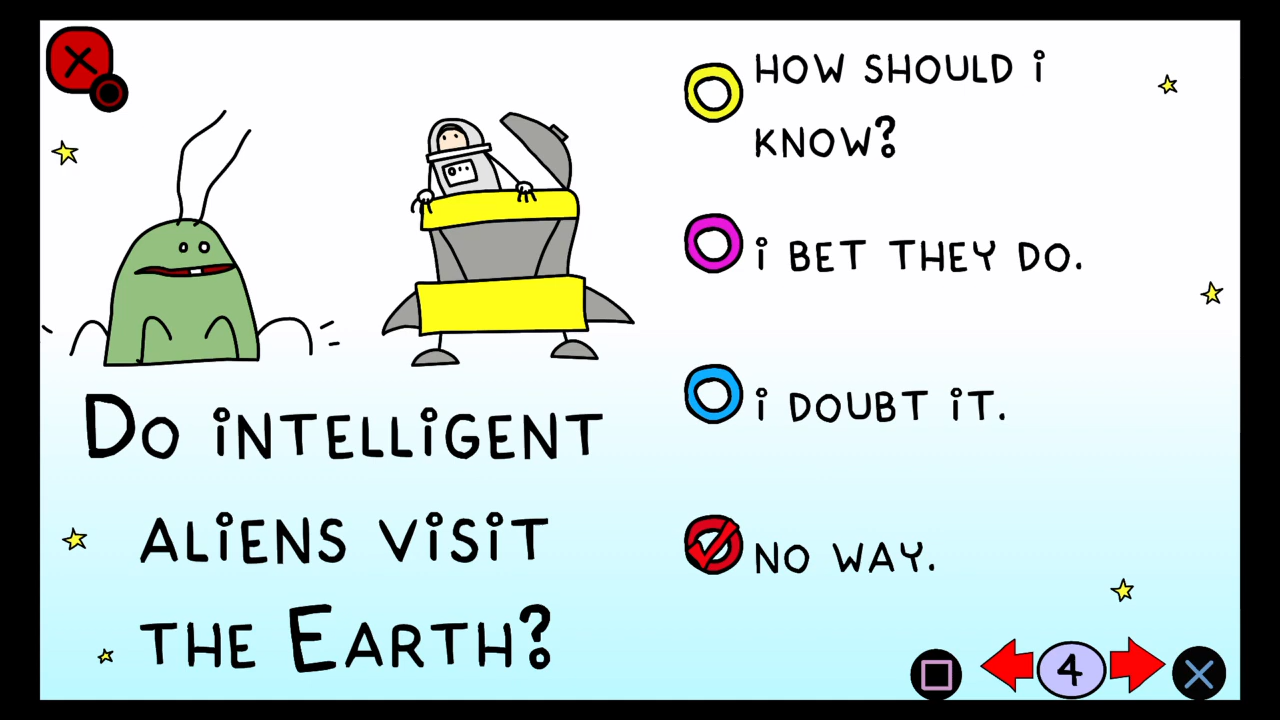 HOW SHOULD i
KNOW?
i BET THEY DO.
i DOUBT iT.
NO WAY.
DO iNTELLiGENT
ALiENS ViSiT
THE EARTH?
4